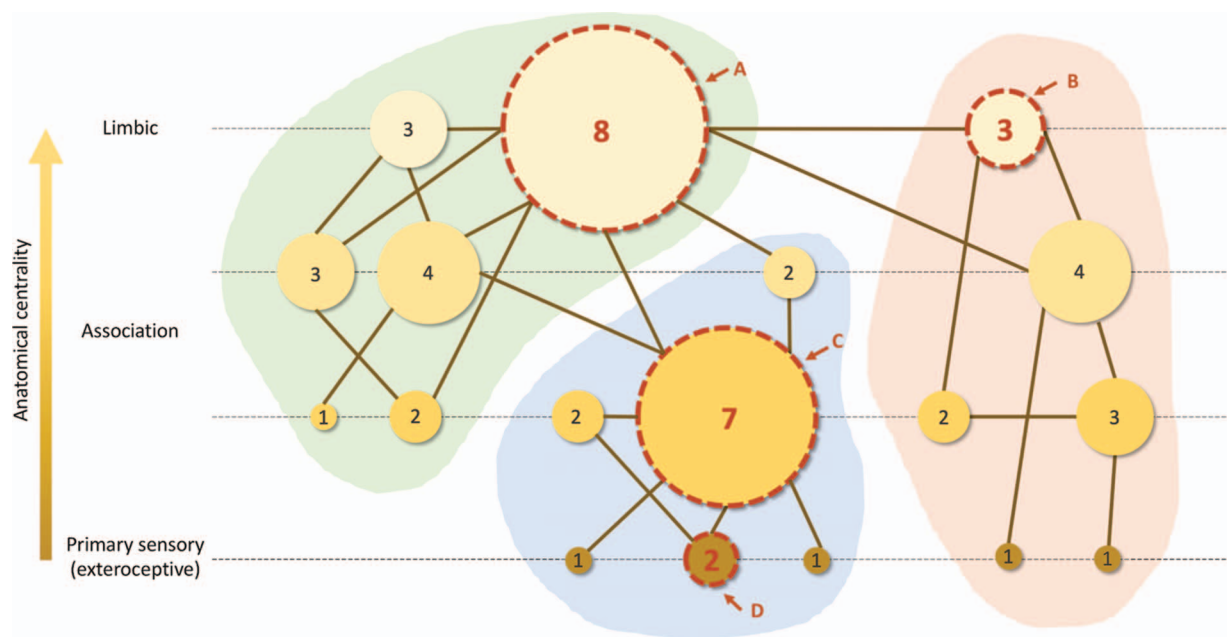 A
B
Limbic
3
8
3
3
4
2
4
Anatomical centrality
Association
C
1
2
2
7
2
3
Primary sensory
(exteroceptive)
1
2
1
1
1
D